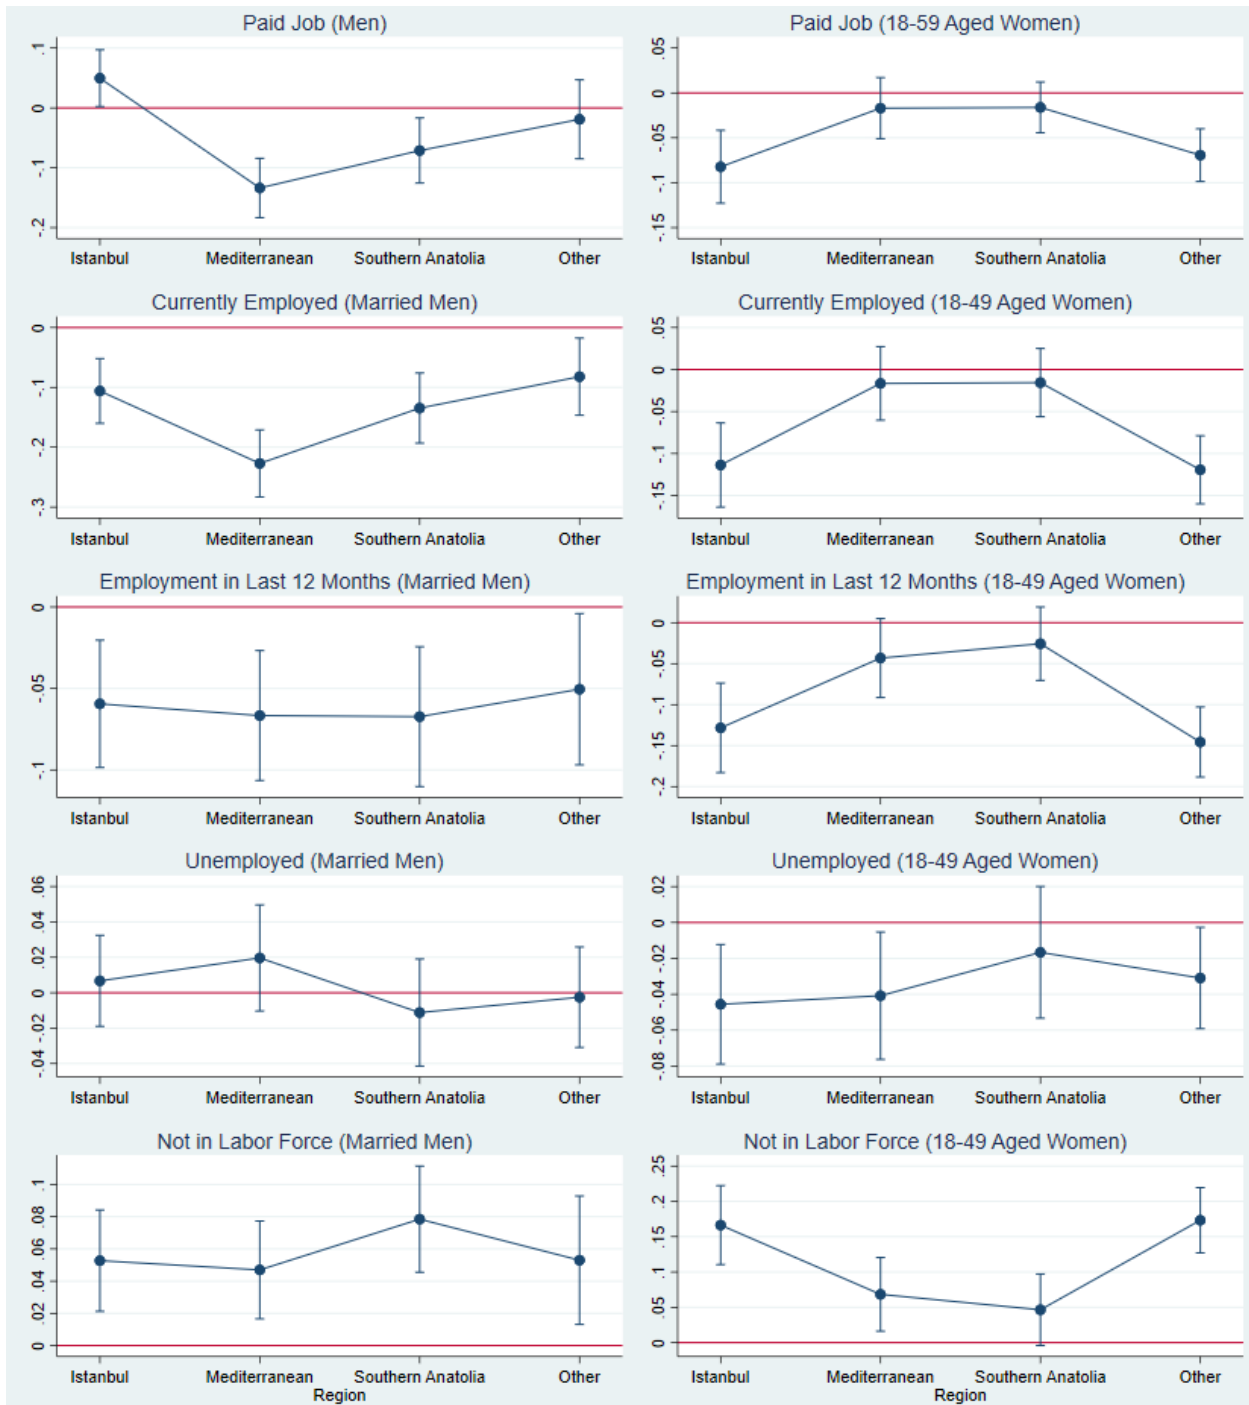 Paid Job (Men)
.1
0
-.1
-.2
Istanbul Mediterranean Southern Anatolia Other
Paid Job (18-59 Aged Women)
.05
0
-.05
-.1
-.15
Istanbul Mediterranean Southern Anatolia Other
Currently Employed (Married Men)
0
-.1
-.2
-.3
Istanbul Mediterranean Southern Anatolia Other
Currently Employed (18-49 Aged Women)
.05
0
-.05
-.1
-.15
Istanbul Mediterranean Southern Anatolia Other
Employment in Last 12 Months (Married Men)
0
-.05
-.1
Istanbul Mediterranean Southern Anatolia Other
Employment in Last 12 Months (18-49 Aged Women)
0
-.05
-.1
-.15
-.2
Istanbul Mediterranean Southern Anatolia Other
Unemployed (Married Men)
.06
.04
.02
0
-.02
-.04
Istanbul Mediterranean Southern Anatolia Other
Unemployed (18-49 Aged Women)
.02
0
-.02
-.04
-.06
-.08
Istanbul Mediterranean Southern Anatolia Other
Not in Labor Force (Married Men)
.1
.08
.06
.04
.02
0
Istanbul Mediterranean Southern Anatolia Other
Region
Not in Labor Force (18-49 Aged Women)
.25
.2
.15
.1
.05
0
Istanbul Mediterranean Southern Anatolia Other
Region